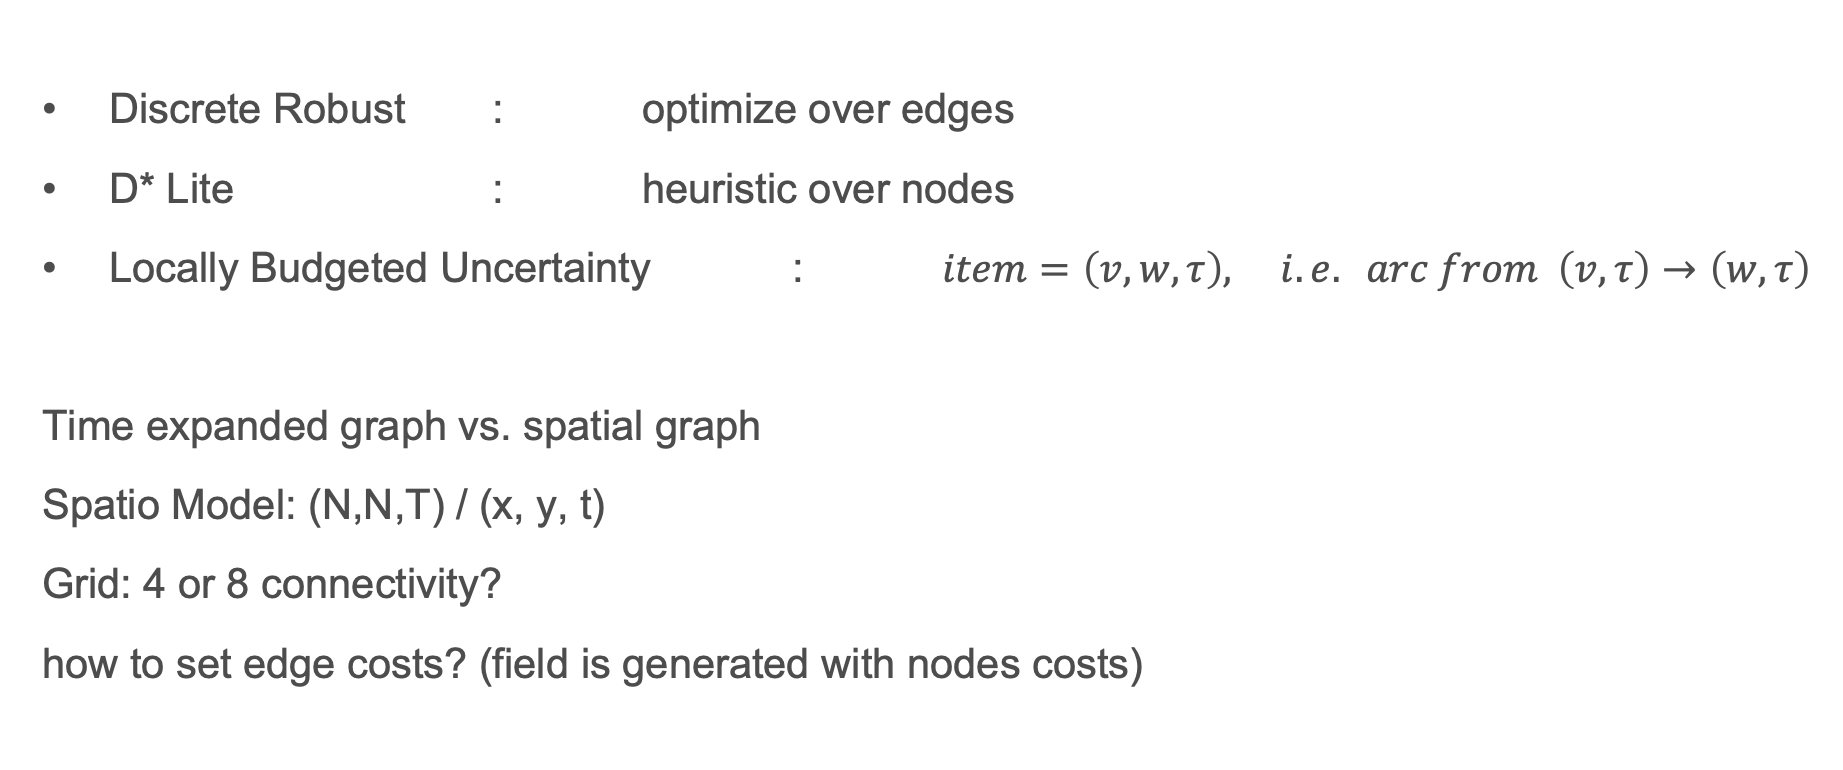 • Discrete Robust : optimize over edges
• D* Lite : heuristic over nodes
• Locally Budgeted Uncertainty : item = (v, w, τ), i.e. arc from (v, τ) → (w, τ)
Time expanded graph vs. spatial graph
Spatio Model: (N,N,T) / (x, y, t)
Grid: 4 or 8 connectivity?
how to set edge costs? (field is generated with nodes costs)